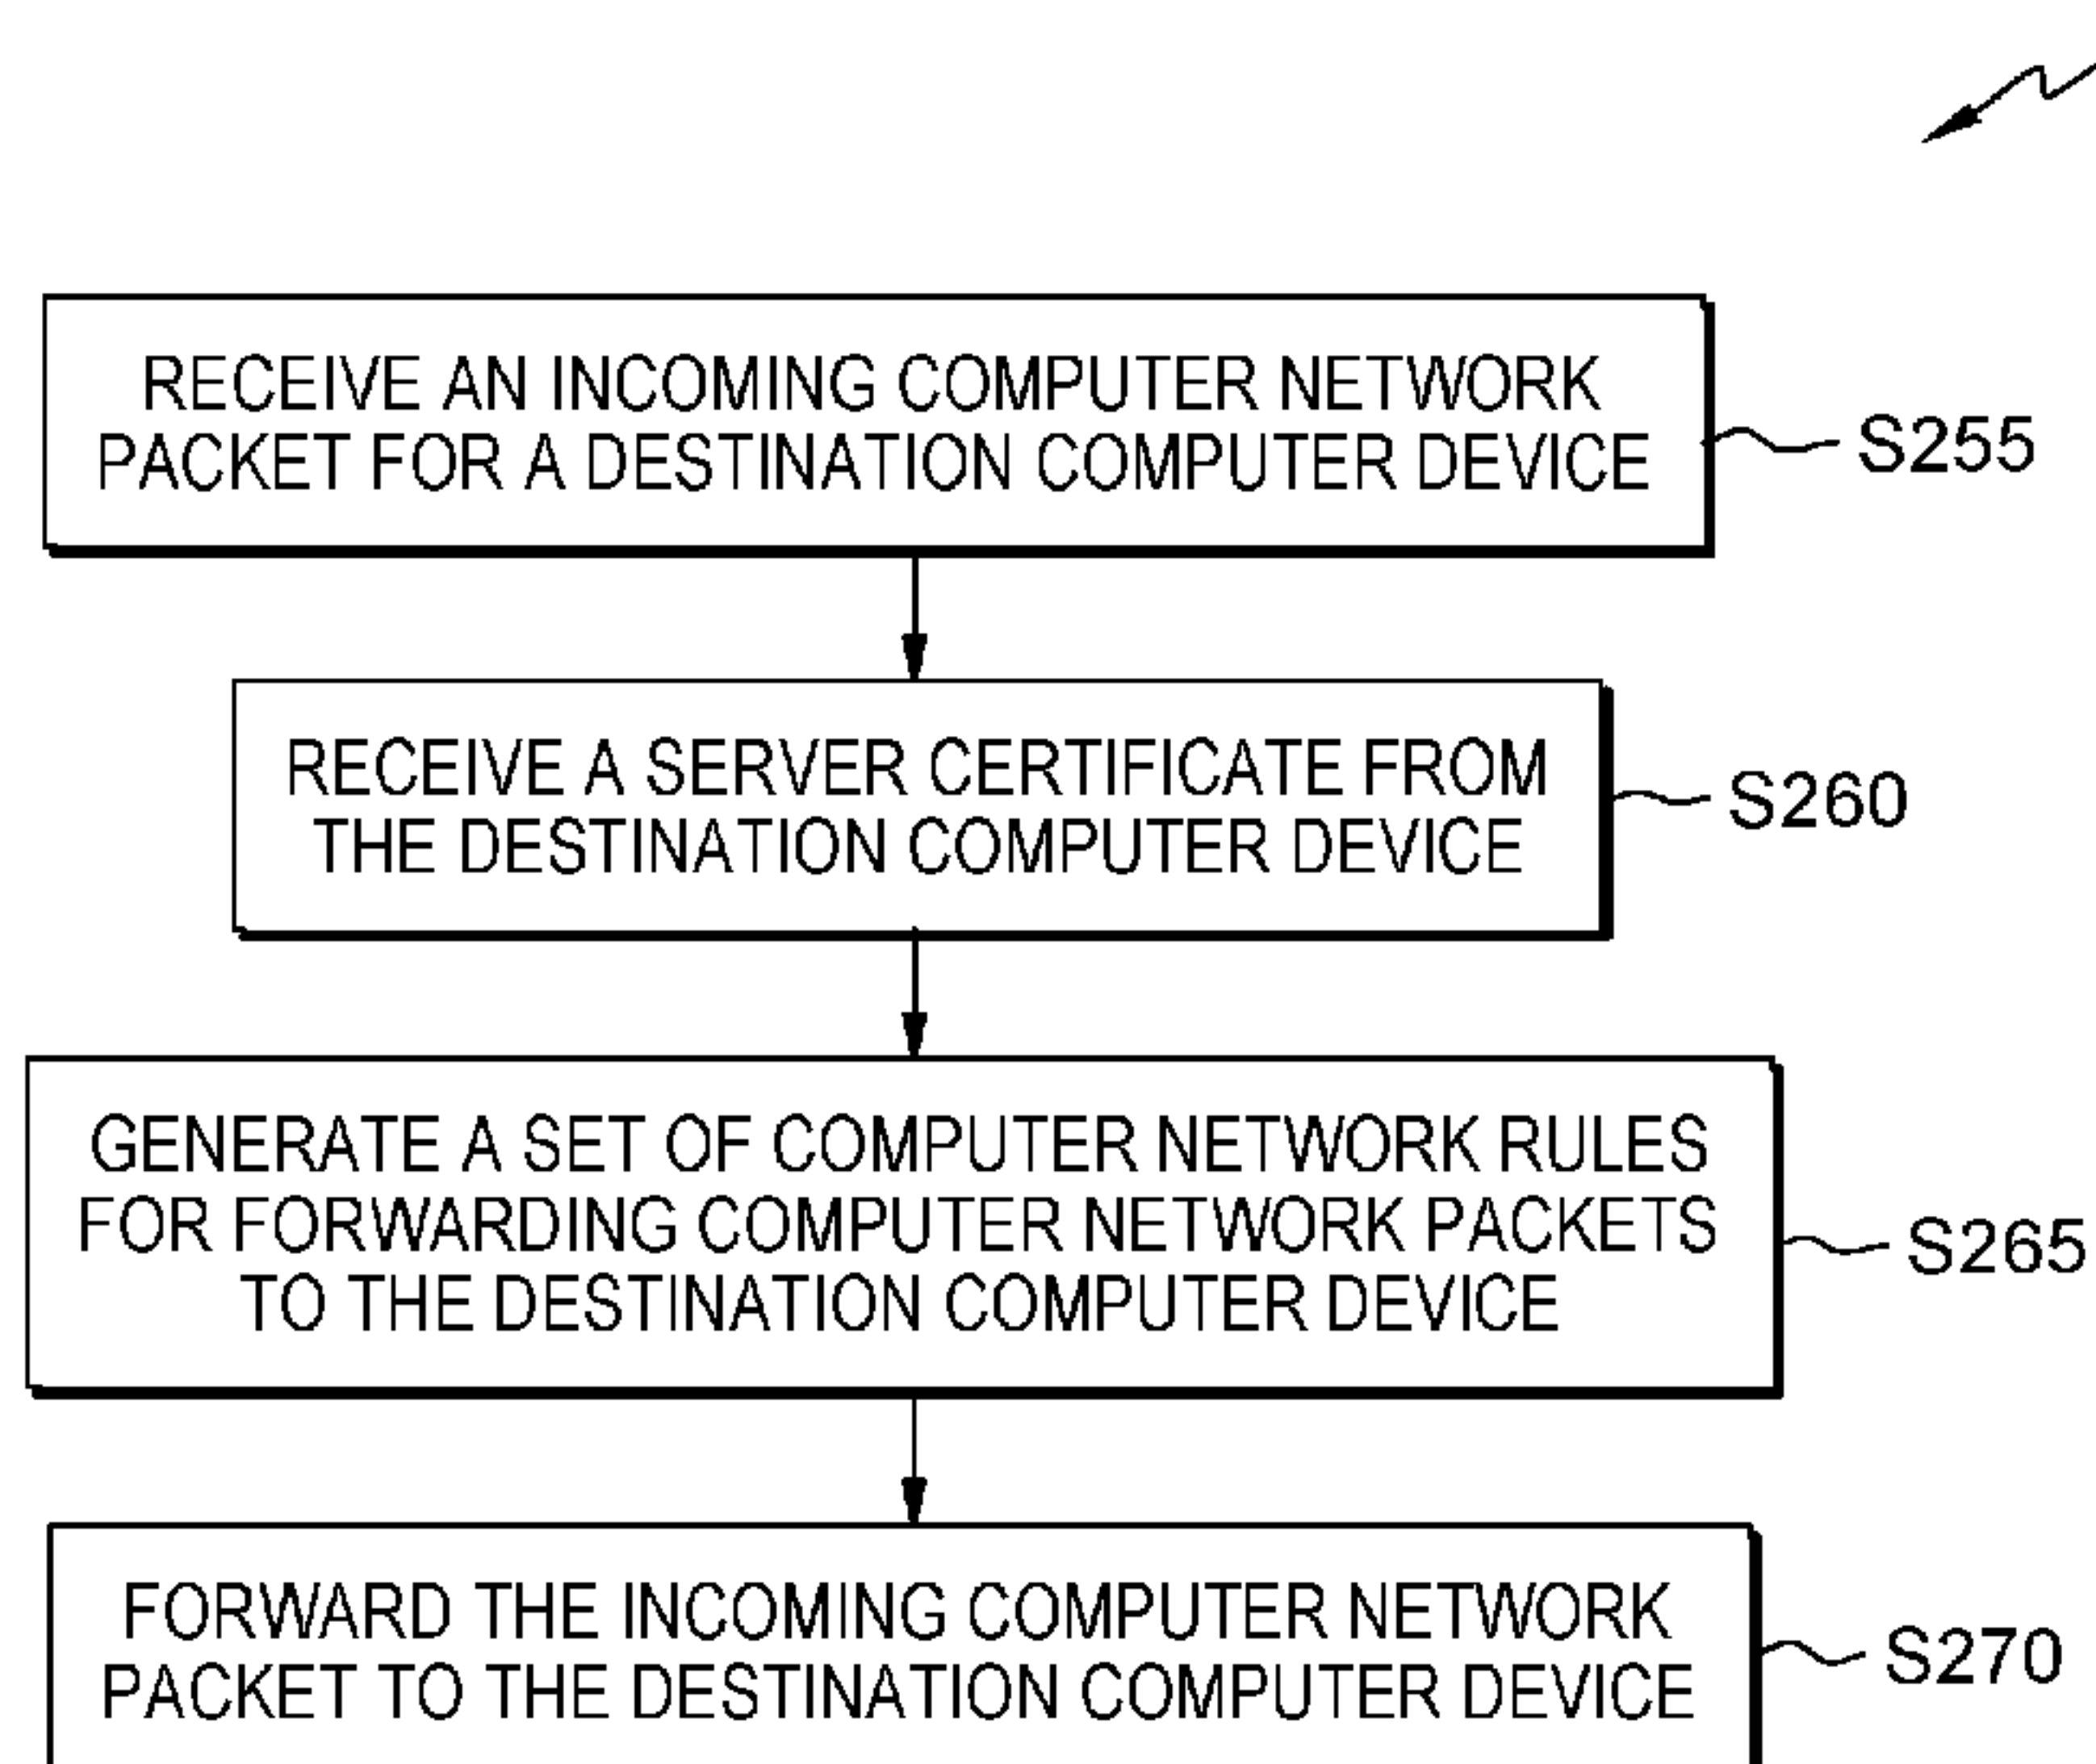 RECEIVE AN INCOMING COMPUTER NETWORK
PACKET FOR A DESTINATION COMPUTER DEVICE
S255
RECEIVE A SERVER CERTIFICATE FROM
THE DESTINATION COMPUTER DEVICE
S260
GENERATE A SET OF COMPUTER NETWORK RULES
FOR FORWARDING COMPUTER NETWORK PACKETS
TO THE DESTINATION COMPUTER DEVICE
S265
FORWARD THE INCOMING COMPUTER NETWORK
PACKET TO THE DESTINATION COMPUTER DEVICE
S270